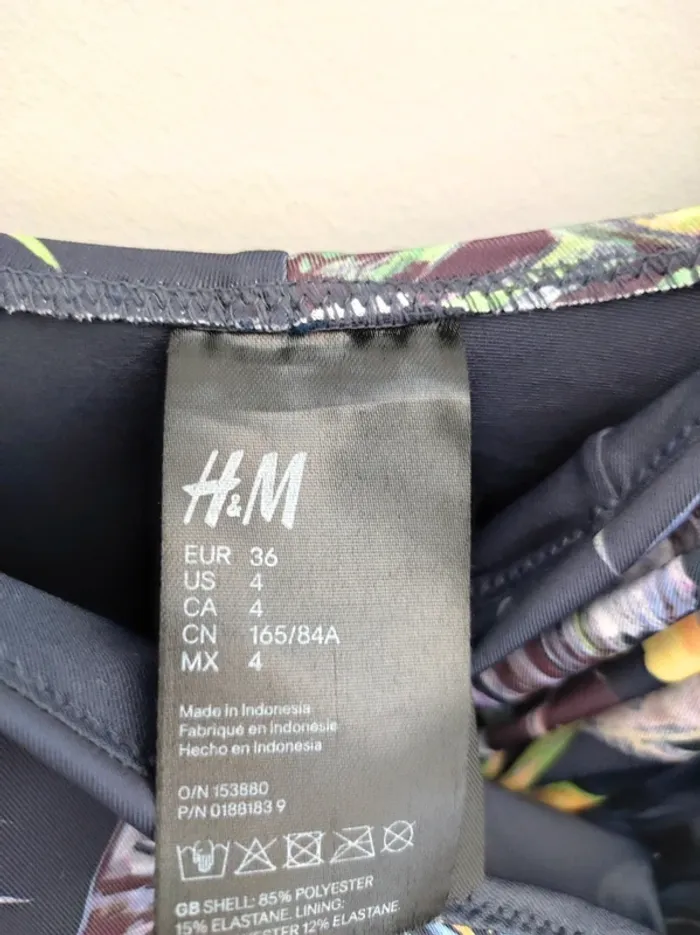 H&M
EUR 36
US 4
CA 4
CN 165/84A
MX 4
Made in Indonesia
Fabriqué en Indonésie
Hecho en Indonesia
O/N 153880
P/N 0188183 9
GB SHELL: 85% POLYESTER
15% ELASTANE. LINING:
12% ELASTANE.